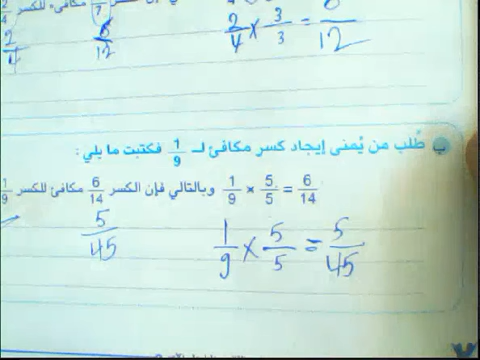 مكافئ للكسر
2/4 × 3/3 = /12
2/4
/12
ب طُلب من يُمنى إيجاد كسر مكافئ لـ 1/9 فكتبت ما يلي:
1/9 × 5/5 = 6/14 وبالتالي فإن الكسر 6/14 مكافئ للكسر 1/9
1/9 × 5/5 = 5/45
5/45